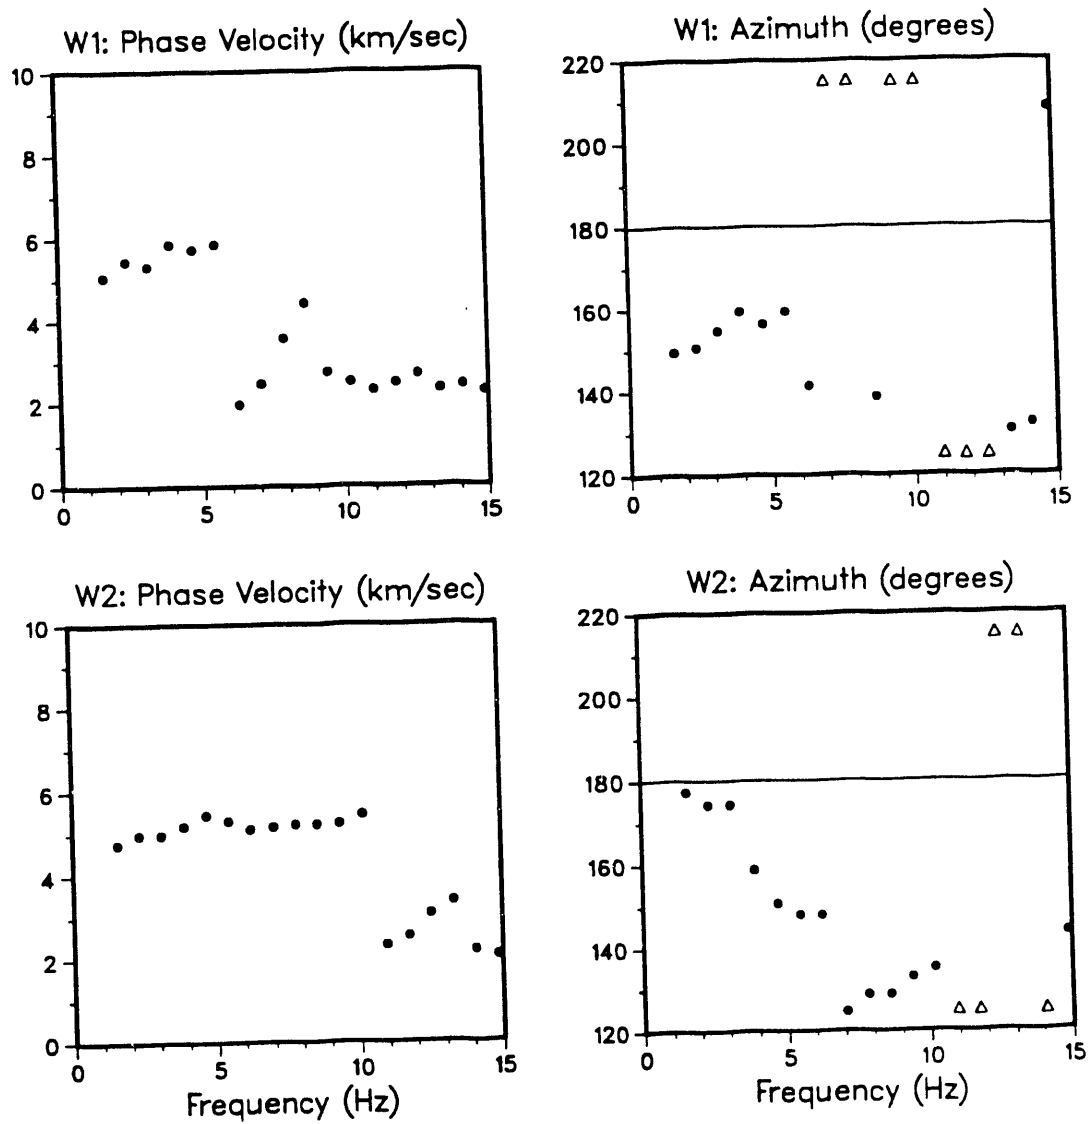 W1: Phase Velocity (km/sec)
10
8
6
4
2
0
0 5 10 15
W1: Azimuth (degrees)
220
200
180
160
140
120
0 5 10 15
W2: Phase Velocity (km/sec)
10
8
6
4
2
0
0 5 10 15
Frequency (Hz)
W2: Azimuth (degrees)
220
200
180
160
140
120
0 5 10 15
Frequency (Hz)